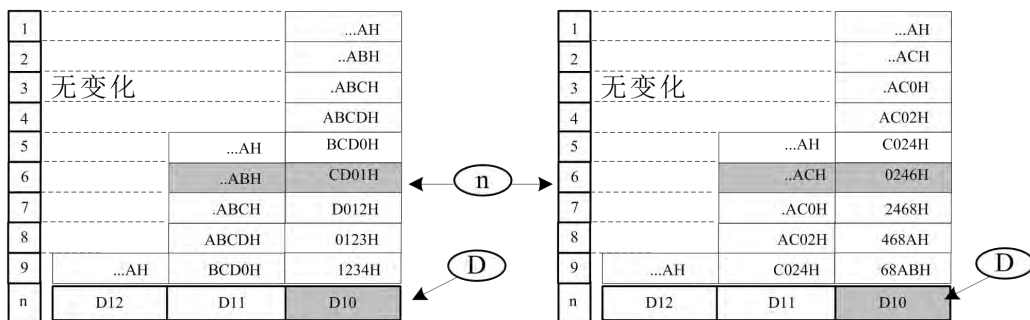 1 ...AH
2 ..ABH
3 无变化 .ABCH
4 ABCDH
5 ...AH BCD0H
6 ..ABH CD01H
7 .ABCH D012H
8 ABCDH 0123H
9 ...AH BCD0H 1234H
n D12 D11 D10
n
D
1 ...AH
2 ..ACH
3 无变化 .AC0H
4 AC02H
5 ...AH C024H
6 ..ACH 0246H
7 .AC0H 2468H
8 AC02H 468AH
9 ...AH C024H 68ABH
n D12 D11 D10
D